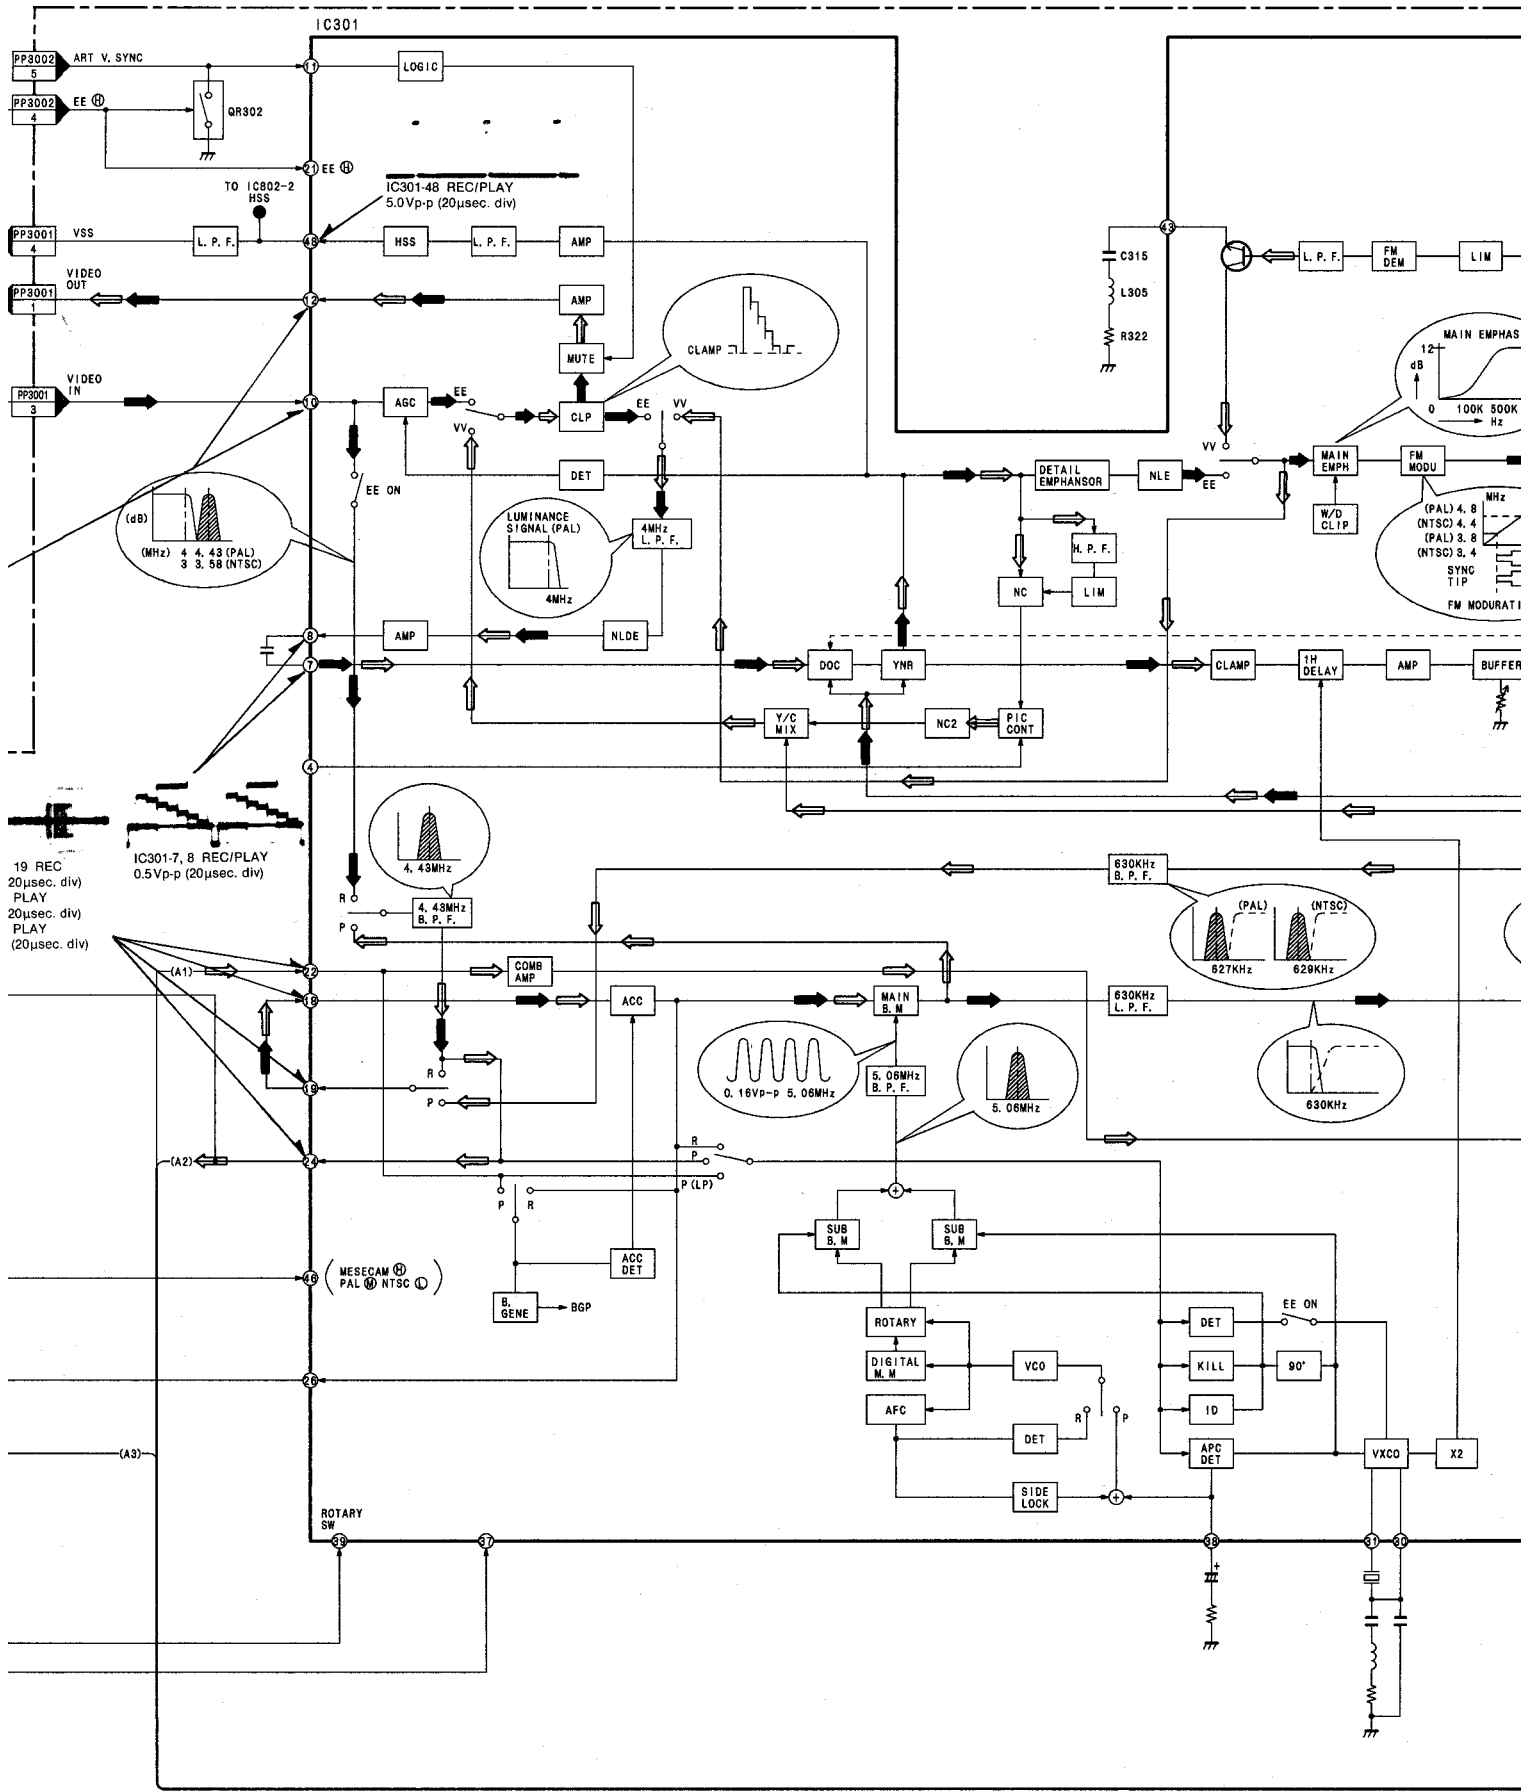 IC301
PP3002
5
ART V. SYNC
11
LOGIC
PP3002
4
EE Ⓗ
QR302
21
EE Ⓗ
TO IC802-2
HSS
IC301-48 REC/PLAY
5.0Vp-p (20μsec. div)
PP3001
4
VSS
L. P. F.
48
HSS
L. P. F.
AMP
43
C315
L305
R322
L. P. F.
FM
DEM
LIM
VIDEO
OUT
PP3001
1
12
AMP
MUTE
CLAMP
MAIN EMPHAS
12
dB
0 100K 500K
Hz
VIDEO
IN
PP3001
3
10
AGC
EE
VV
CLP
EE
VV
DET
EE ON
DETAIL
EMPHANSOR
NLE
VV
EE
MAIN
EMPH
FM
MODU
W/D
CLIP
MHz
(PAL) 4. 8
(NTSC) 4. 4
(PAL) 3. 8
(NTSC) 3. 4
SYNC
TIP
FM MODURATI
(dB)
(MHz) 4 4. 43 (PAL)
3 3. 58 (NTSC)
LUMINANCE
SIGNAL (PAL)
4MHz
4MHz
L. P. F.
H. P. F.
NC
LIM
8
AMP
NLDE
7
DOC
YNR
CLAMP
1H
DELAY
AMP
BUFFER
Y/C
MIX
NC2
PIC
CONT
4
4. 43MHz
19 REC
20μsec. div)
PLAY
20μsec. div)
PLAY
(20μsec. div)
IC301-7, 8 REC/PLAY
0.5Vp-p (20μsec. div)
R
P
4. 43MHz
B. P. F.
630KHz
B. P. F.
(PAL)
(NTSC)
627KHz
629KHz
(A1)
22
COMB
AMP
18
ACC
MAIN
B. M
630KHz
L. P. F.
630KHz
0. 16Vp-p 5. 06MHz
5. 06MHz
B. P. F.
5. 06MHz
19
R
P
(A2)
24
R
P
P (LP)
P
R
SUB
B. M
SUB
B. M
ACC
DET
46
(MESECAM Ⓗ
PAL Ⓜ NTSC Ⓛ)
B.
GENE
BGP
ROTARY
DET
EE ON
DIGITAL
M. M
VCO
KILL
90°
26
AFC
R
P
ID
DET
APC
DET
VXCO
X2
(A3)
SIDE
LOCK
ROTARY
SW
39
37
38
31
30
+